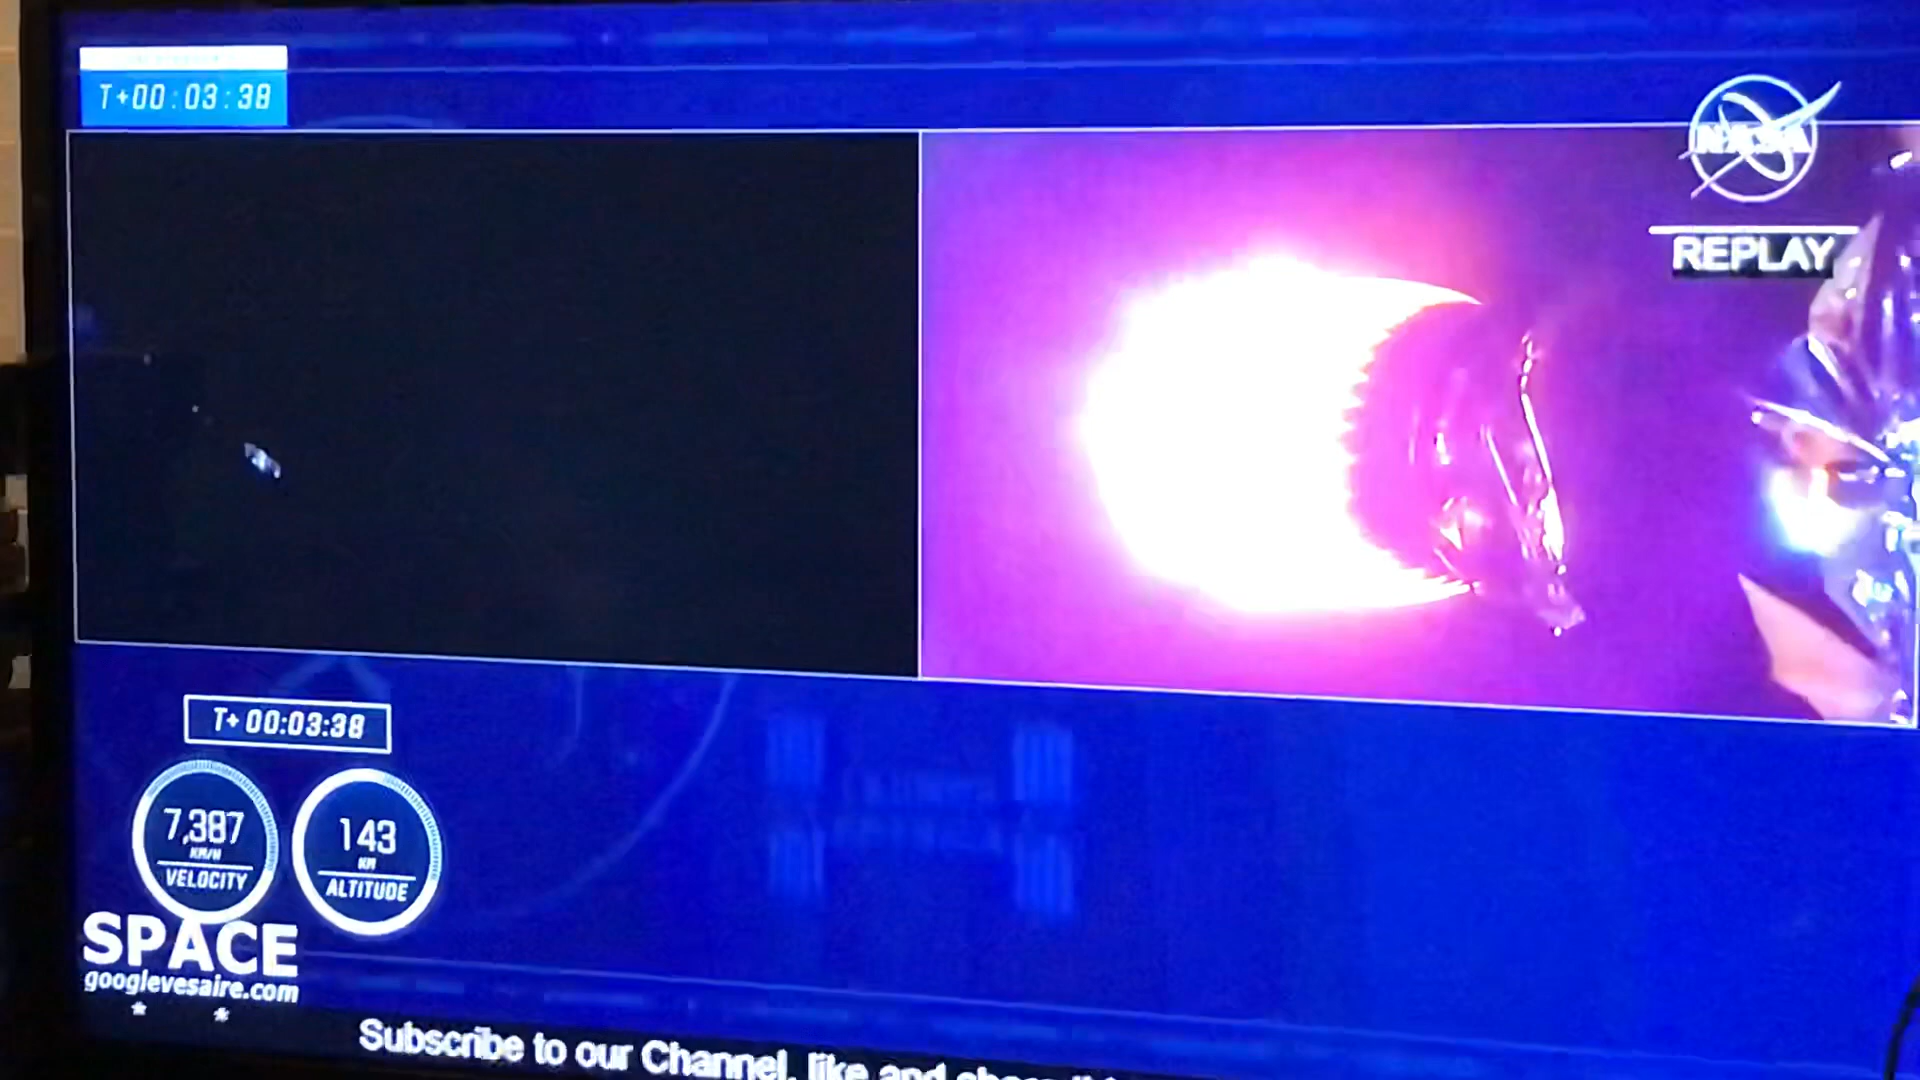 T+00:03:38
NASA
REPLAY
T+ 00:03:38
7,387
KM/H
VELOCITY
143
KM
ALTITUDE
SPACE
googlevesaire.com
* *
Subscribe to our Channel, like and share